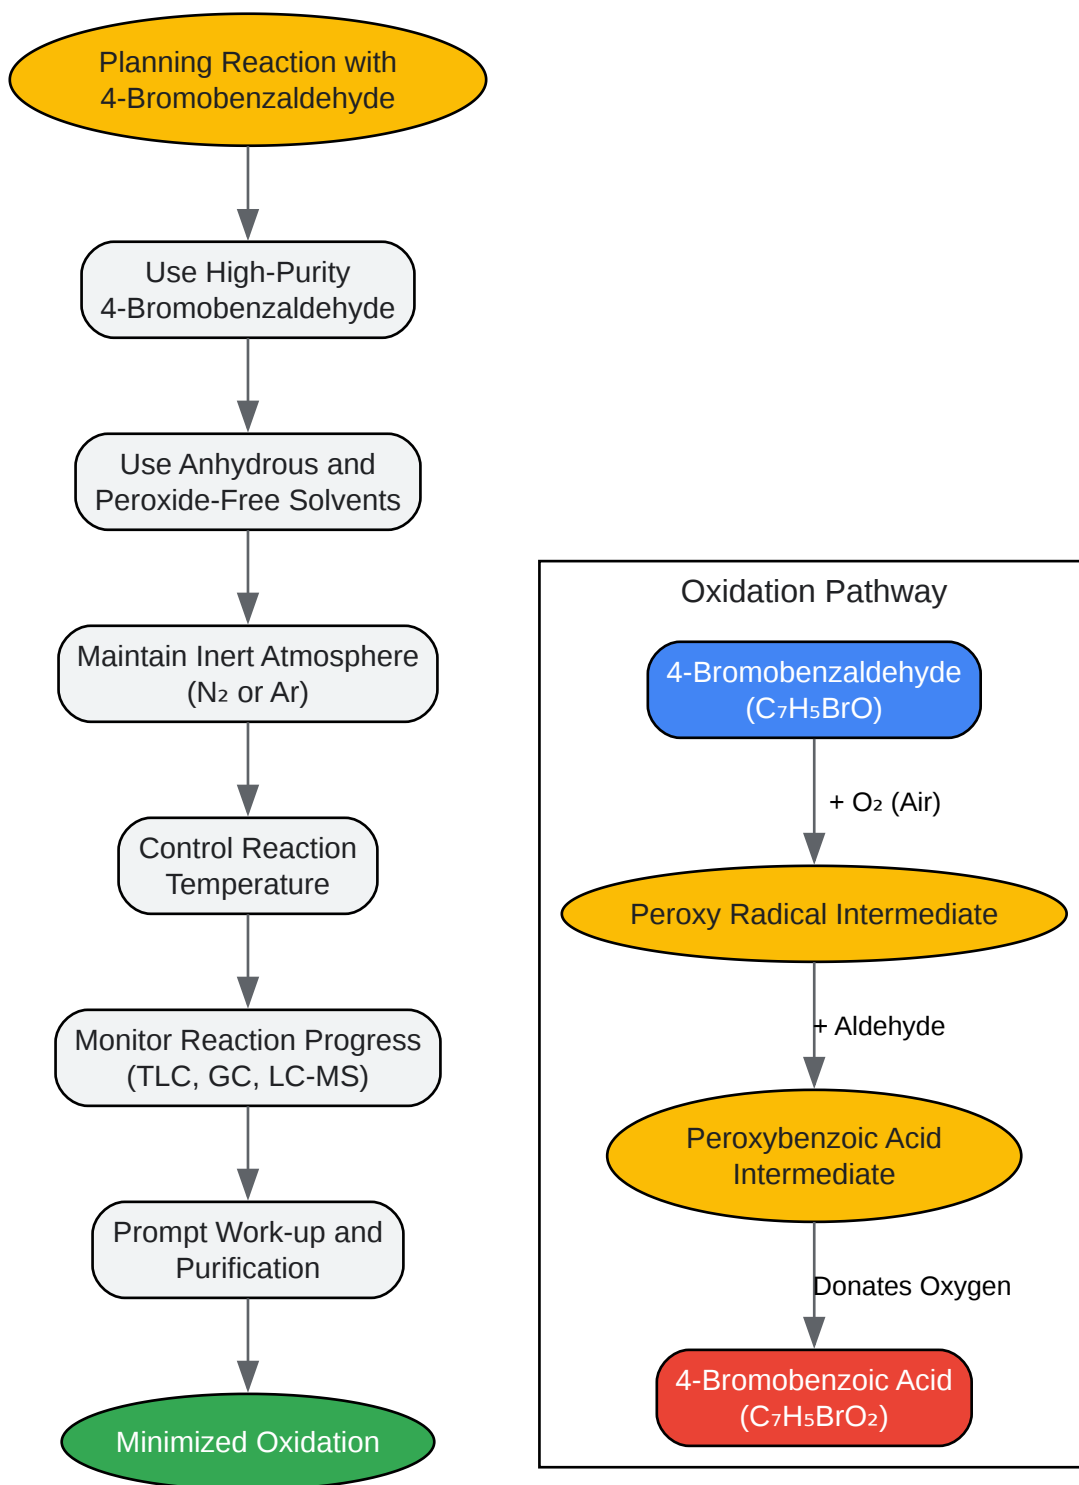 Planning Reaction with
4-Bromobenzaldehyde
Use High-Purity
4-Bromobenzaldehyde
Use Anhydrous and
Peroxide-Free Solvents
Maintain Inert Atmosphere
(N₂ or Ar)
Control Reaction
Temperature
Monitor Reaction Progress
(TLC, GC, LC-MS)
Prompt Work-up and
Purification
Minimized Oxidation
Oxidation Pathway
4-Bromobenzaldehyde
(C₇H₅BrO)
+ O₂ (Air)
Peroxy Radical Intermediate
+ Aldehyde
Peroxybenzoic Acid
Intermediate
Donates Oxygen
4-Bromobenzoic Acid
(C₇H₅BrO₂)